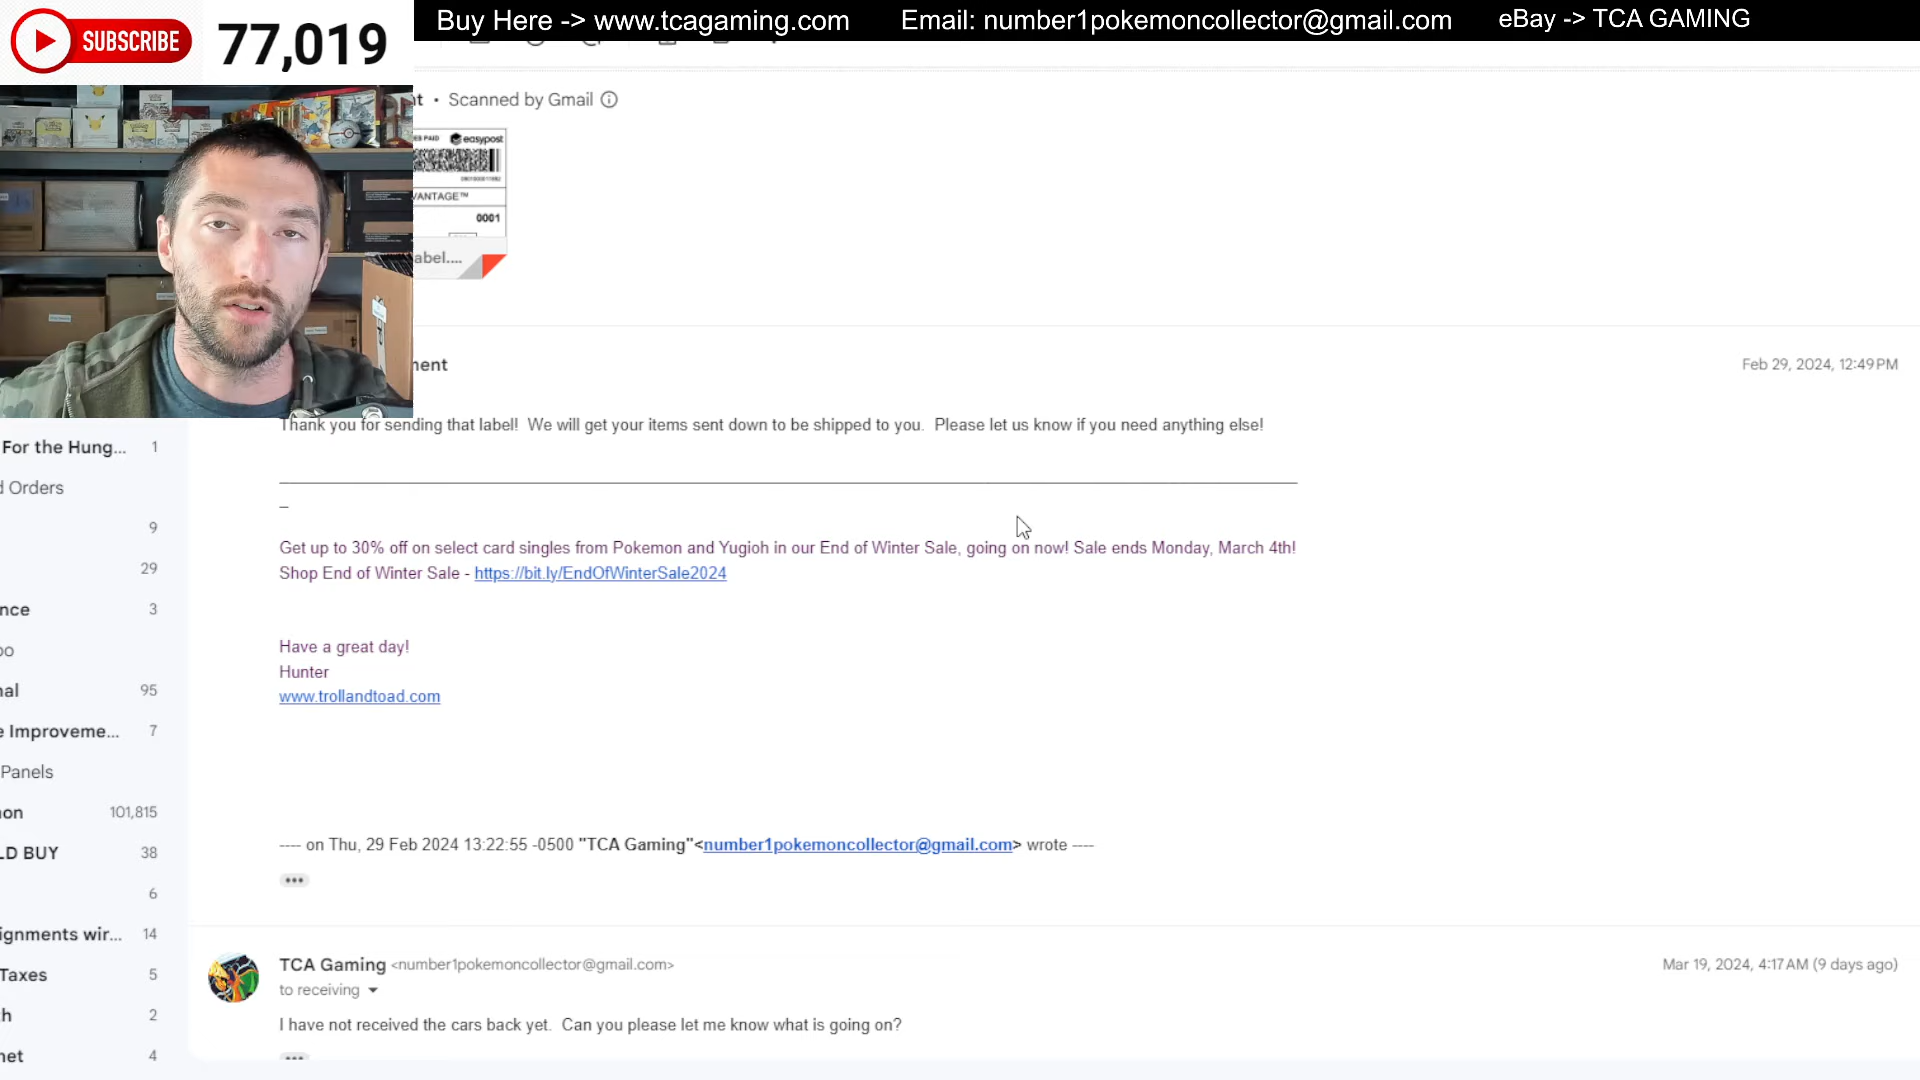 SUBSCRIBE
77,019
Buy Here -> www.tcagaming.com
Email: number1pokemoncollector@gmail.com
eBay -> TCA GAMING
t • Scanned by Gmail
easypost
VANTAGE™
0001
abel....
nent
Feb 29, 2024, 12:49 PM
Thank you for sending that label! We will get your items sent down to be shipped to you. Please let us know if you need anything else!
Get up to 30% off on select card singles from Pokemon and Yugioh in our End of Winter Sale, going on now! Sale ends Monday, March 4th!
Shop End of Winter Sale - https://bit.ly/EndOfWinterSale2024
Have a great day!
Hunter
www.trollandtoad.com
---- on Thu, 29 Feb 2024 13:22:55 -0500 "TCA Gaming"<number1pokemoncollector@gmail.com> wrote ----
TCA Gaming <number1pokemoncollector@gmail.com>
Mar 19, 2024, 4:17 AM (9 days ago)
to receiving
I have not received the cars back yet. Can you please let me know what is going on?
For the Hung... 1
d Orders
9
29
nce 3
oo
nal 95
e Improveme... 7
Panels
on 101,815
LD BUY 38
6
ignments wir... 14
Taxes 5
h 2
net 4